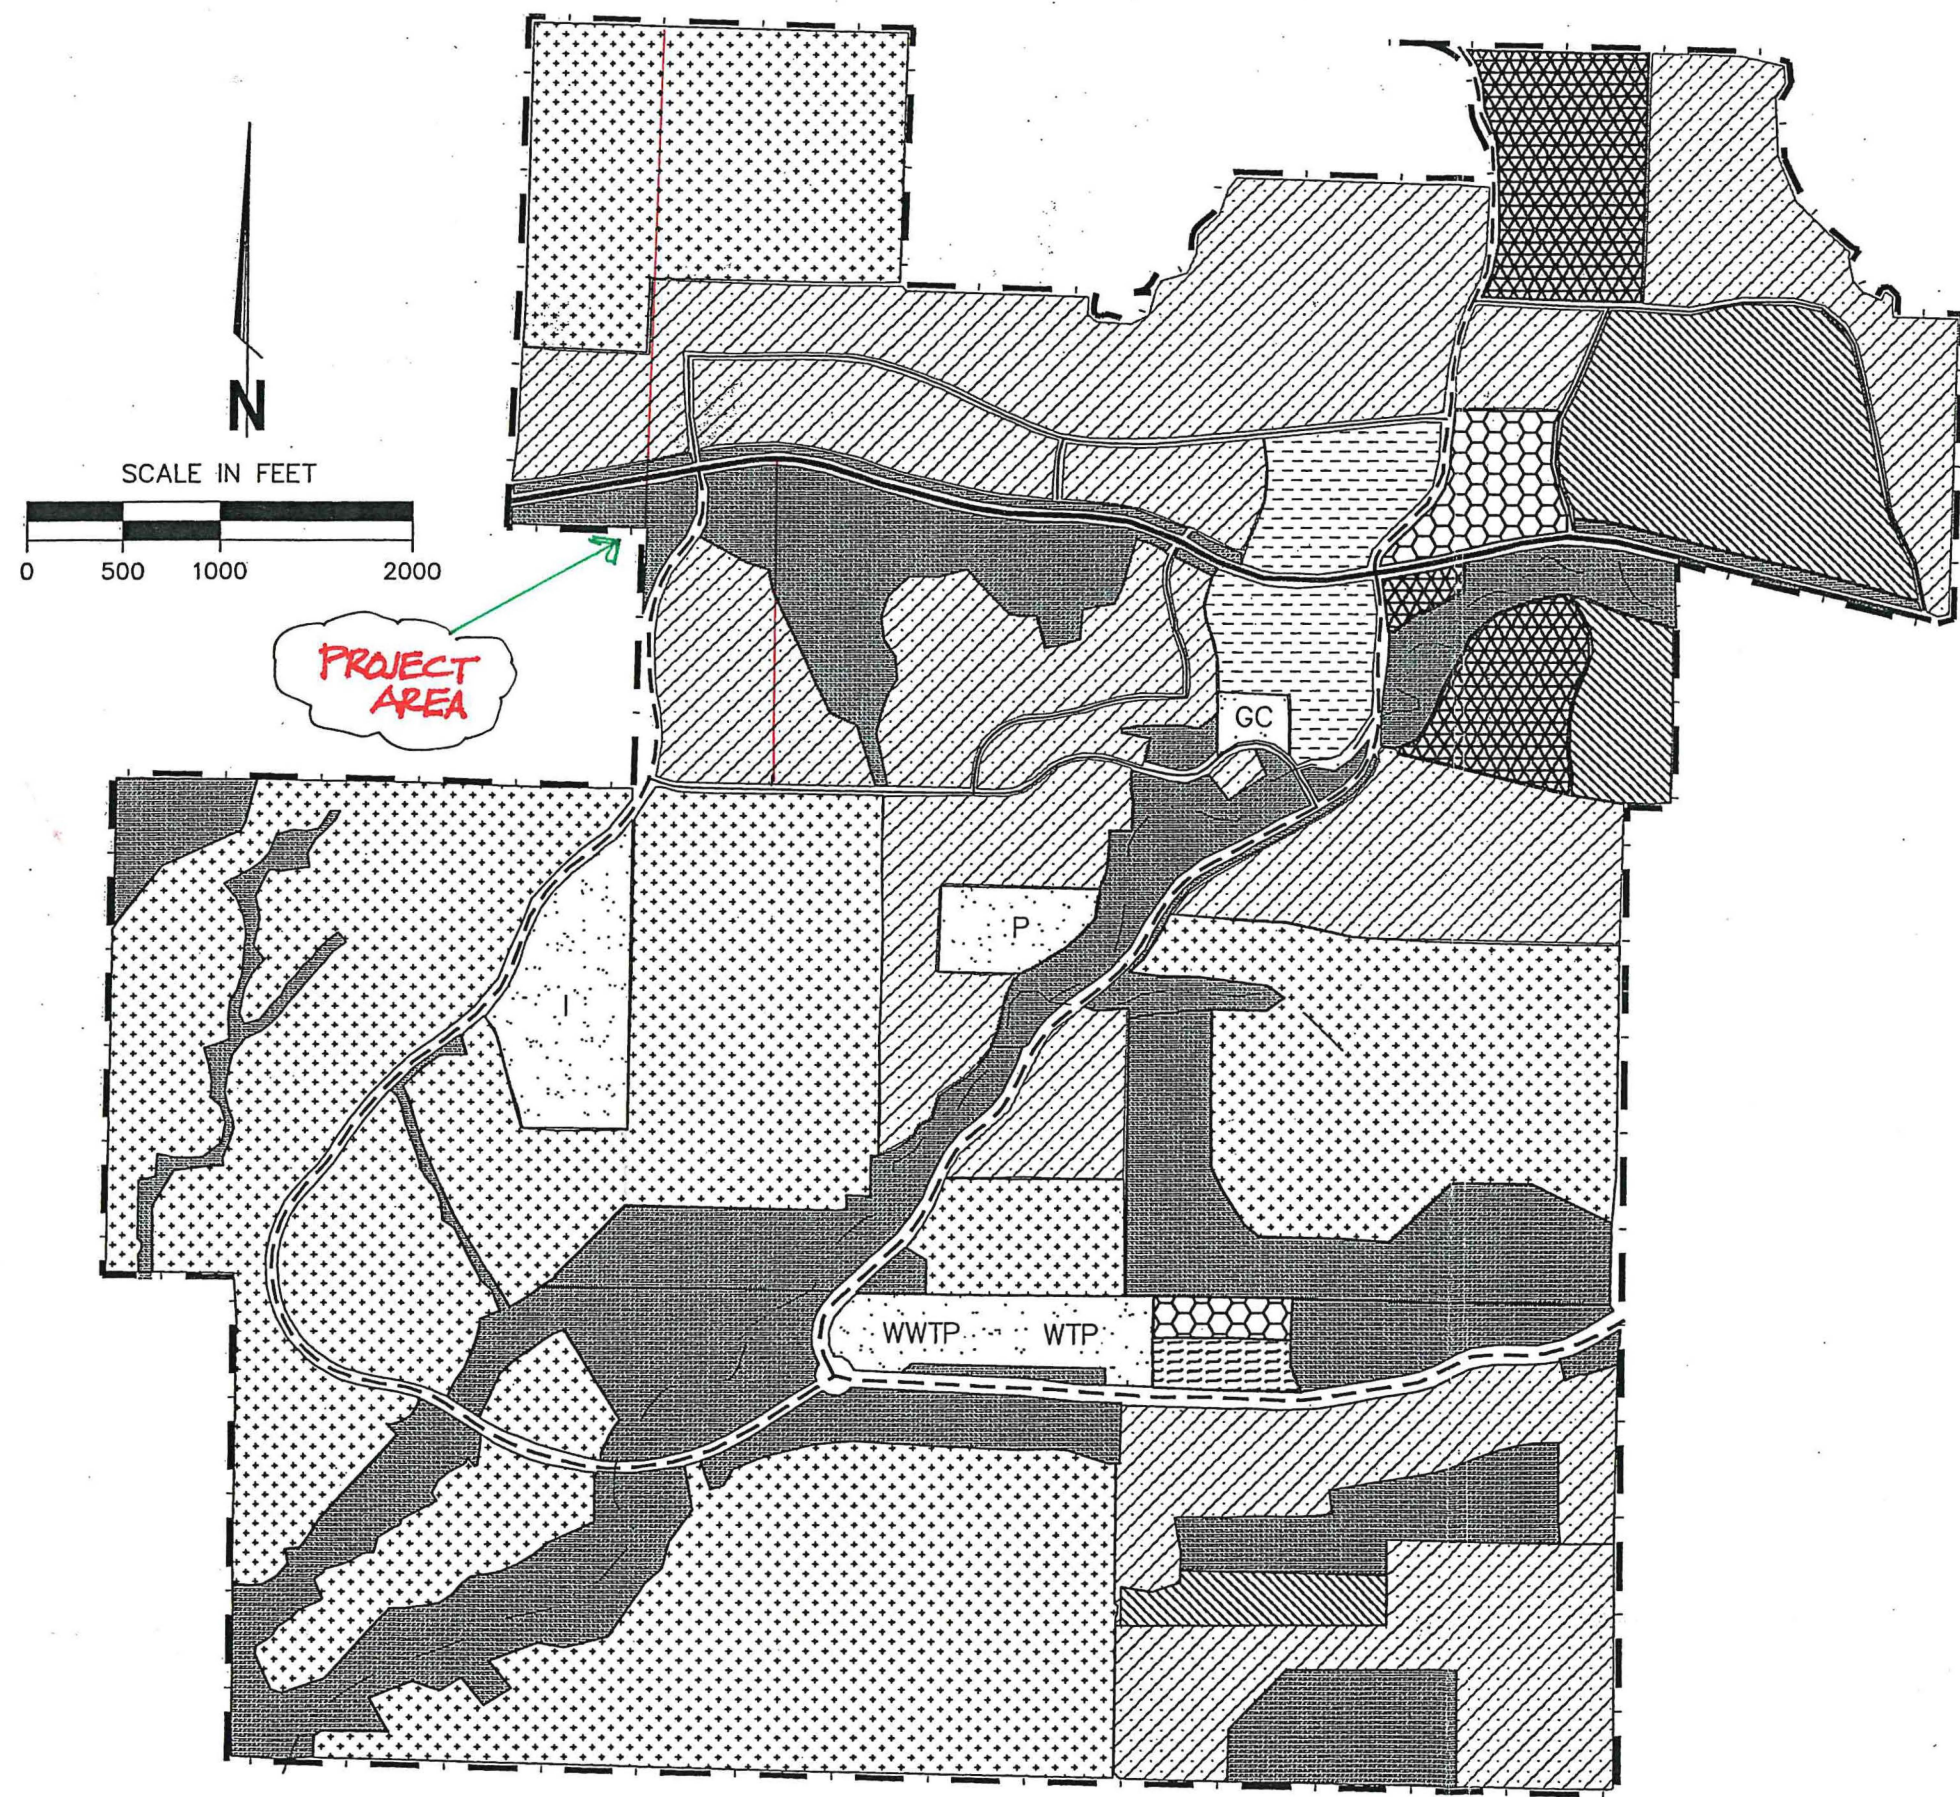 N
SCALE IN FEET
0 500 1000 2000
PROJECT
AREA
GC
P
I
WWTP
WTP